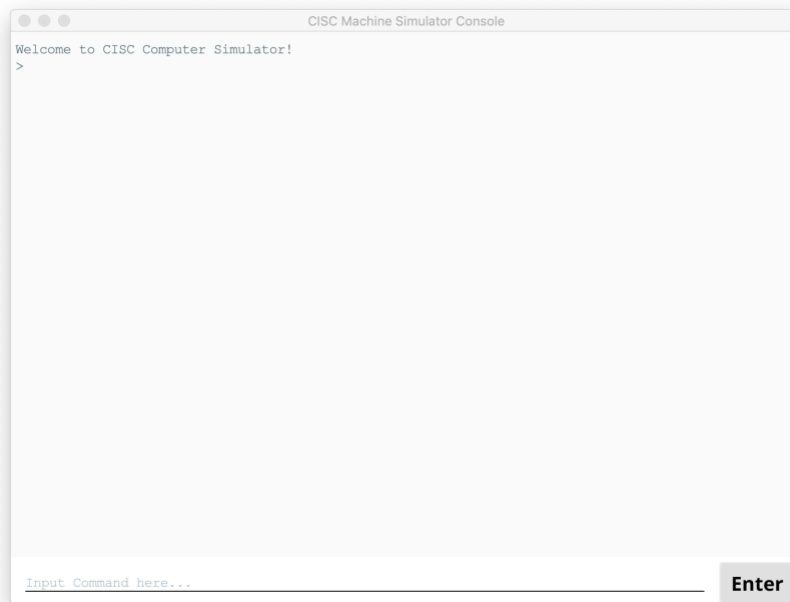 CISC Machine Simulator Console
Welcome to CISC Computer Simulator!
>
Input Command here...
Enter